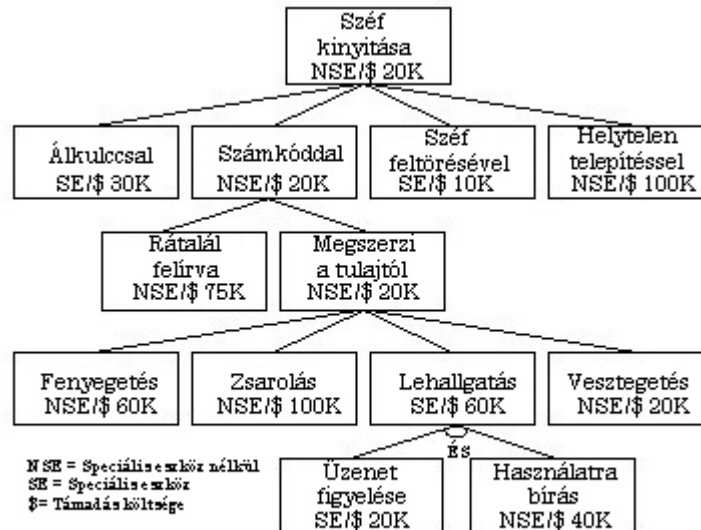 Széf
kinyitása
NSE/$ 20K
Álkulccsal
SE/$ 30K
Számkóddal
NSE/$ 20K
Széf
feltörésével
SE/$ 10K
Helytelen
telepítéssel
NSE/$ 100K
Rátalál
felírva
NSE/$ 75K
Megszerzi
a tulajtól
NSE/$ 20K
Fenyegetés
NSE/$ 60K
Zsarolás
NSE/$ 100K
Lehallgatás
SE/$ 60K
Vesztegetés
NSE/$ 20K
ÉS
Üzenet
figyelése
SE/$ 20K
Használatra
bírás
NSE/$ 40K
NSE = Speciális eszköz nélkül
SE = Speciális eszköz
$= Támadás költsége